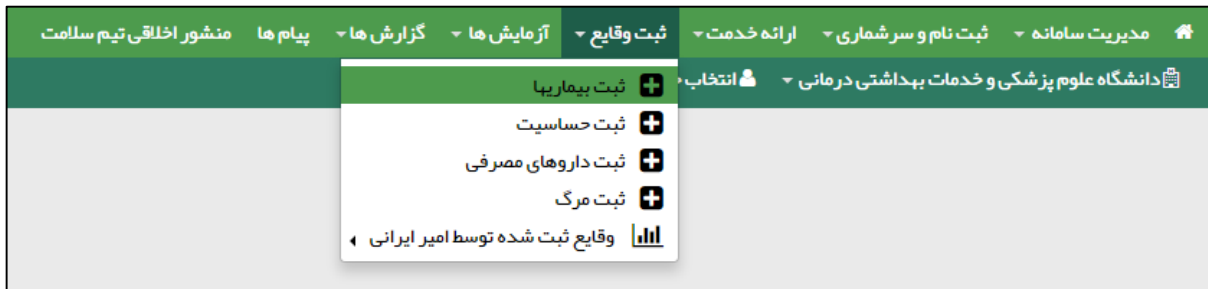 مدیریت سامانه ثبت نام و سرشماری ارائه خدمت ثبت وقایع آزمایش ها گزارش ها پیام ها منشور اخلاقی تیم سلامت
دانشگاه علوم پزشکی و خدمات بهداشتی درمانی انتخاب
ثبت بیماریها
ثبت حساسیت
ثبت داروهای مصرفی
ثبت مرگ
وقایع ثبت شده توسط امیر ایرانی